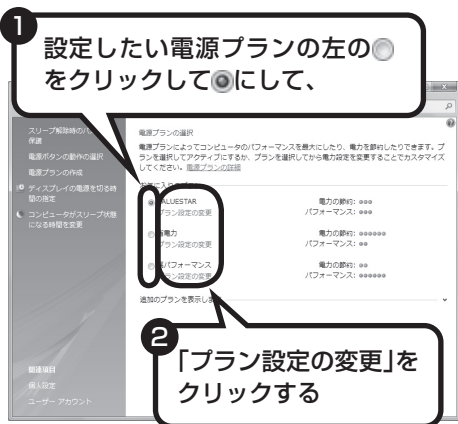 1
設定したい電源プランの左の
をクリックしてにして、
スリープ解除時のパ
保護
電源ボタンの動作の選択
電源プランの作成
ディスプレイの電源を切る時
間の指定
コンピュータがスリープ状態
になる時間を変更
電源プランの選択
電源プランによってコンピュータのパフォーマンスを最大にしたり、電力を節約したりできます。プ
ランを選択してアクティブにするか、プランを選択してから電力設定を変更することでカスタマイズ
してください。電源プランの詳細
ALUESTAR
電力の節約:
プラン設定の変更
パフォーマンス:
省電力
電力の節約:
プラン設定の変更
パフォーマンス:
パフォーマンス
電力の節約:
プラン設定の変更
パフォーマンス:
追加のプランを表示し
2
「プラン設定の変更」を
クリックする
関連項目
個人設定
ユーザー アカウント